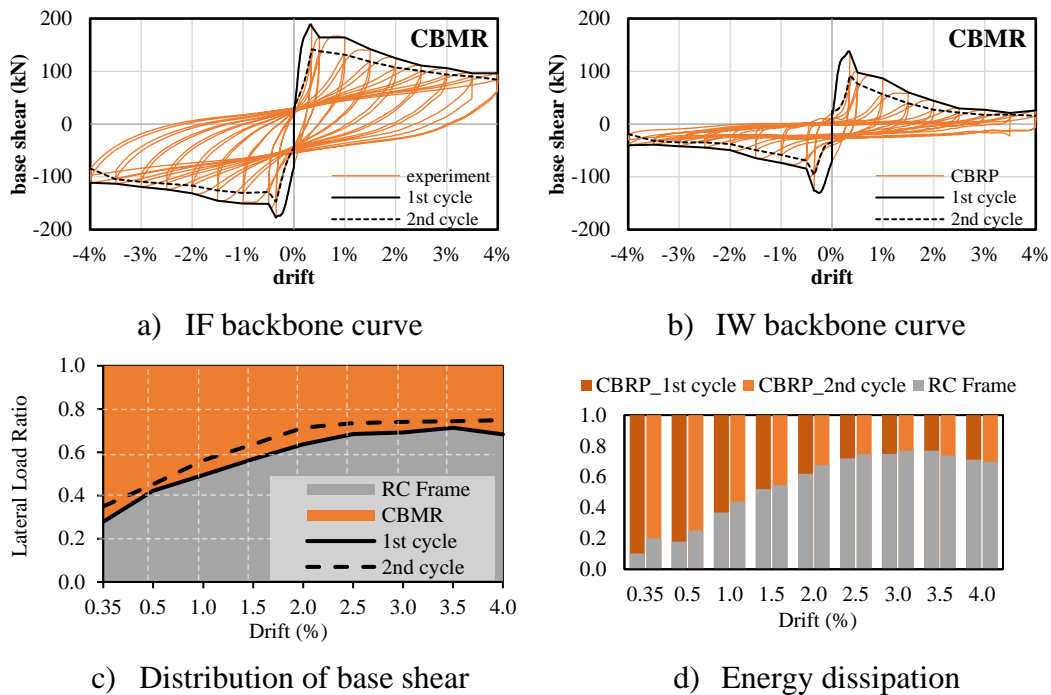 CBMR
200
100
0
-100
-200
base shear (kN)
experiment
1st cycle
2nd cycle
-4% -3% -2% -1% 0% 1% 2% 3% 4%
drift
a) IF backbone curve
CBMR
200
100
0
-100
-200
base shear (kN)
CBRP
1st cycle
2nd cycle
-4% -3% -2% -1% 0% 1% 2% 3% 4%
drift
b) IW backbone curve
1.0
0.8
0.6
0.4
0.2
0.0
Lateral Load Ratio
RC Frame
CBMR
1st cycle
2nd cycle
0.35 0.5 1.0 1.5 2.0 2.5 3.0 3.5 4.0
Drift (%)
c) Distribution of base shear
CBRP_1st cycle CBRP_2nd cycle RC Frame
1.0
0.8
0.6
0.4
0.2
0.0
0.35 0.5 1.0 1.5 2.0 2.5 3.0 3.5 4.0
Drift (%)
d) Energy dissipation